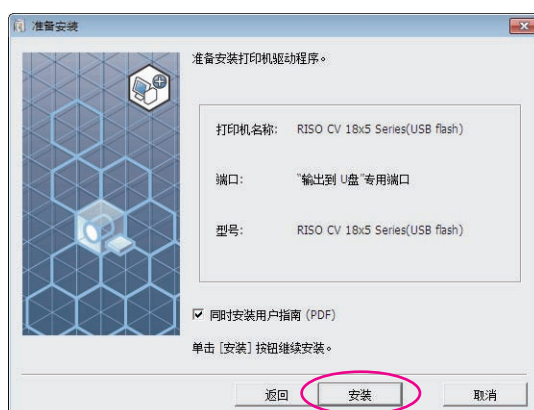 准备安装
准备安装打印机驱动程序。
打印机名称: RISO CV 18x5 Series(USB flash)
端口: "输出到 U盘"专用端口
型号: RISO CV 18x5 Series(USB flash)
同时安装用户指南 (PDF)
单击 [安装] 按钮继续安装。
返回 安装 取消